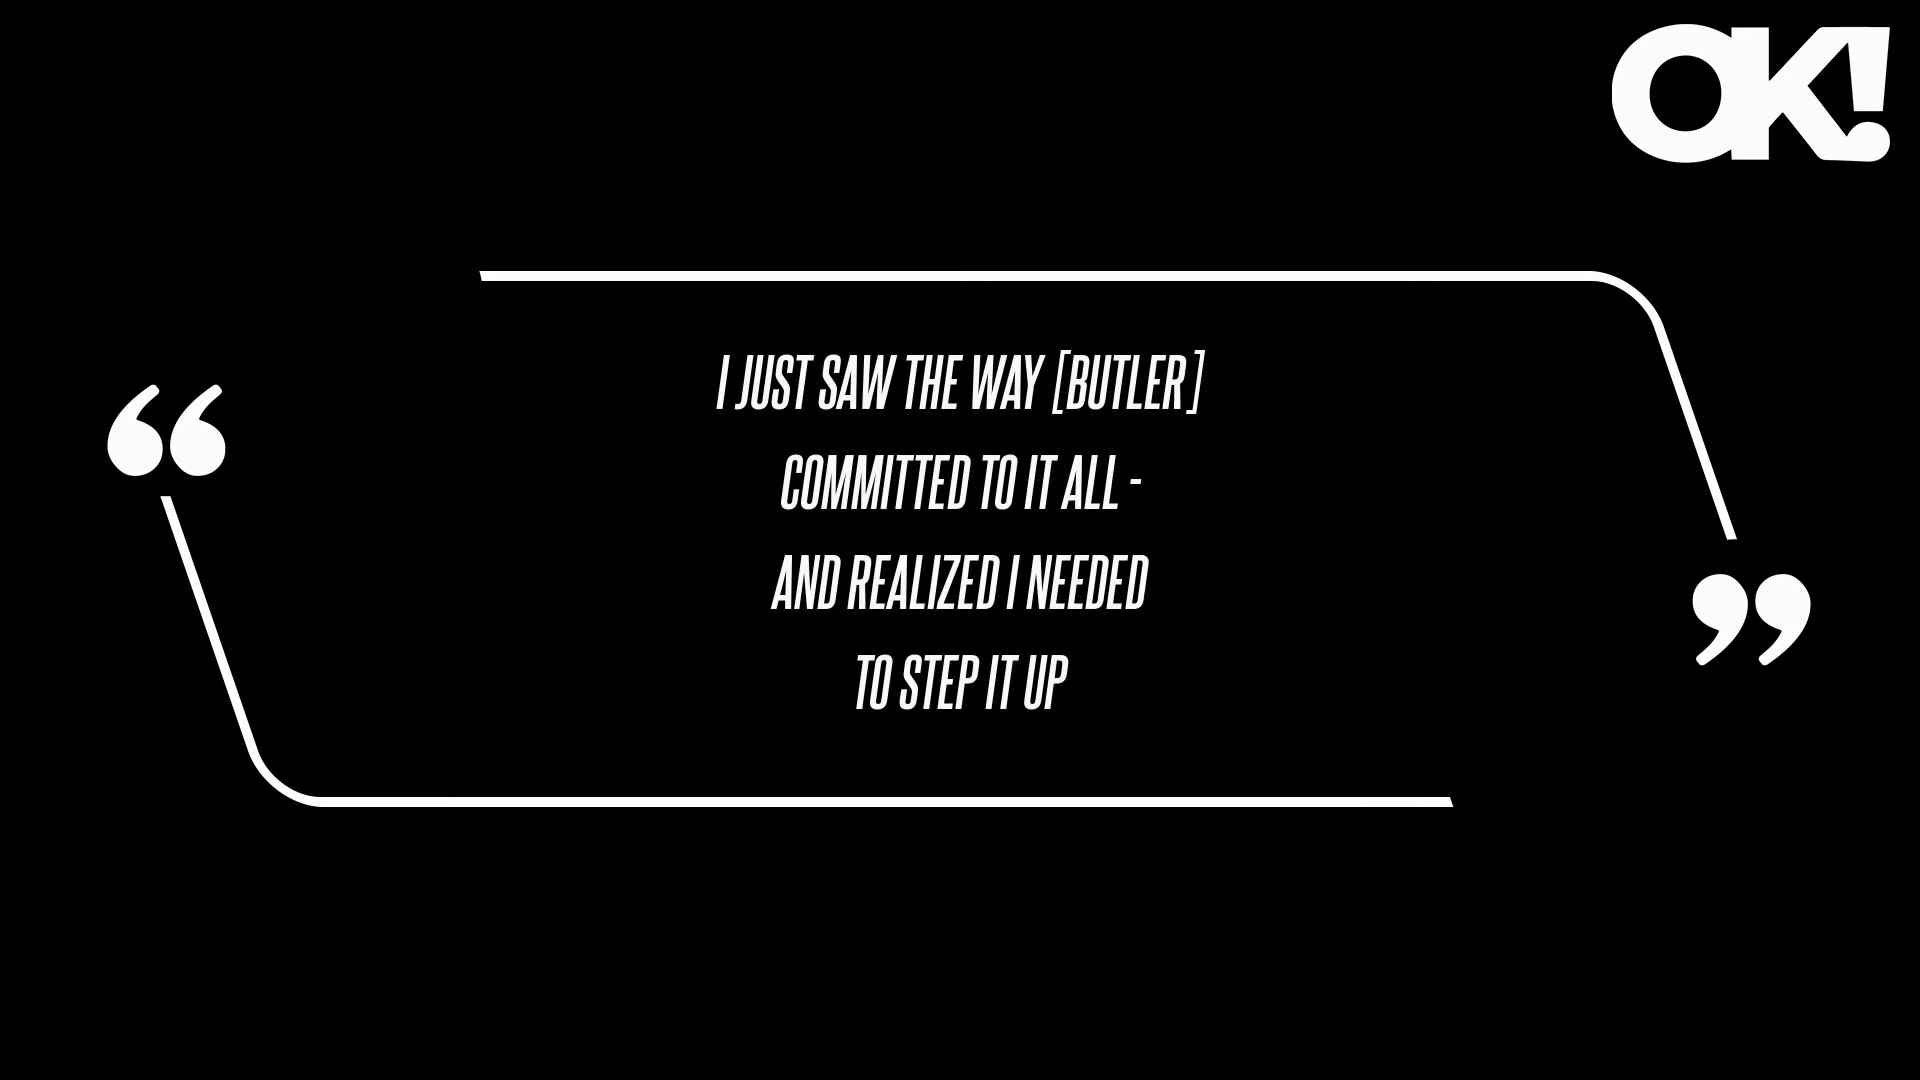 OK!
“
I JUST SAW THE WAY [BUTLER]
COMMITTED TO IT ALL -
AND REALIZED I NEEDED
TO STEP IT UP
”